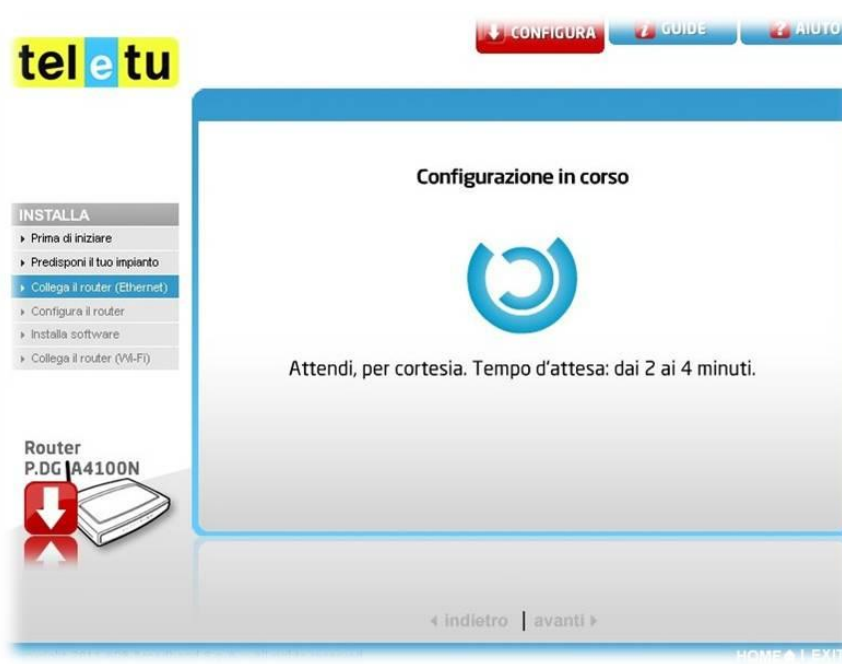 teletu
CONFIGURA
GUIDE
AIUTO
Configurazione in corso
INSTALLA
Prima di iniziare
Predisponi il tuo impianto
Collega il router (Ethernet)
Configura il router
Installa software
Collega il router (Wi-Fi)
Attendi, per cortesia. Tempo d'attesa: dai 2 ai 4 minuti.
Router
P.DG A4100N
indietro | avanti
HOME | EXIT